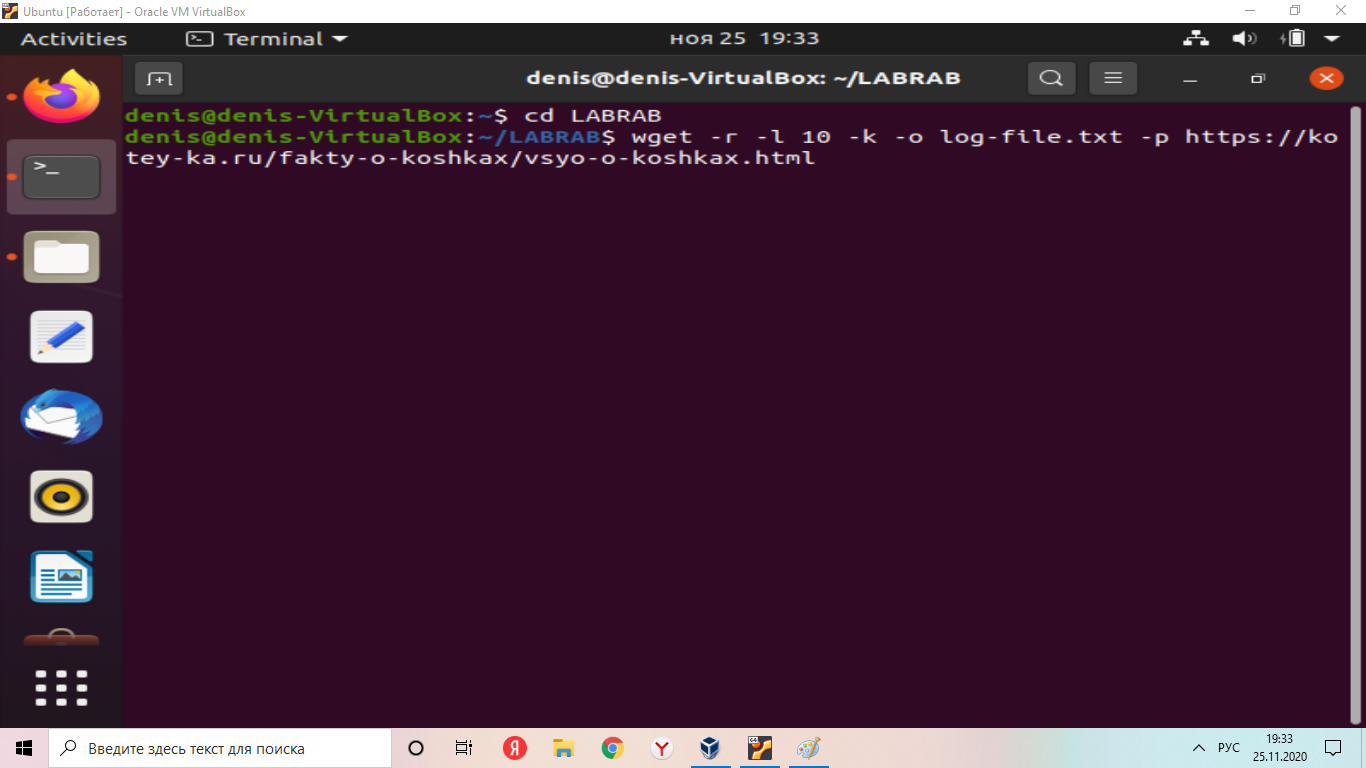 Ubuntu [Работает] - Oracle VM VirtualBox
Activities
Terminal
ноя 25 19:33
denis@denis-VirtualBox: ~/LABRAB
denis@denis-VirtualBox:~$ cd LABRAB
denis@denis-VirtualBox:~/LABRAB$ wget -r -l 10 -k -o log-file.txt -p https://ko
tey-ka.ru/fakty-o-koshkax/vsyo-o-koshkax.html
Введите здесь текст для поиска
РУС
19:33
25.11.2020